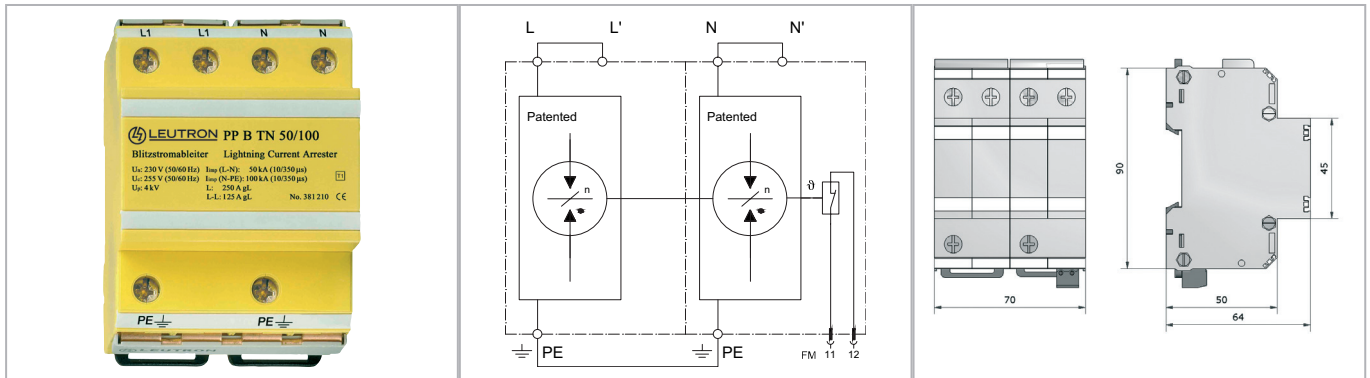 L1 L1 N N
LEUTRON PP B TN 50/100
Blitzstromableiter Lightning Current Arrester
Uₙ: 230 V (50/60 Hz) Iimp (L-N): 50 kA (10/350 µs)
U꜀: 255 V (50/60 Hz) Iimp (N-PE): 100 kA (10/350 µs)
T1
Uₚ: 4 kV L: 250 A gL
L-L: 125 A gL No. 381210 CE
PE PE
LEUTRON
L L' N N'
Patented Patented
n n
ϑ
PE PE FM 11 12
90
45
70
50
64